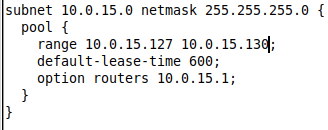 subnet 10.0.15.0 netmask 255.255.255.0 {
  pool {
    range 10.0.15.127 10.0.15.130;
    default-lease-time 600;
    option routers 10.0.15.1;
  }
}